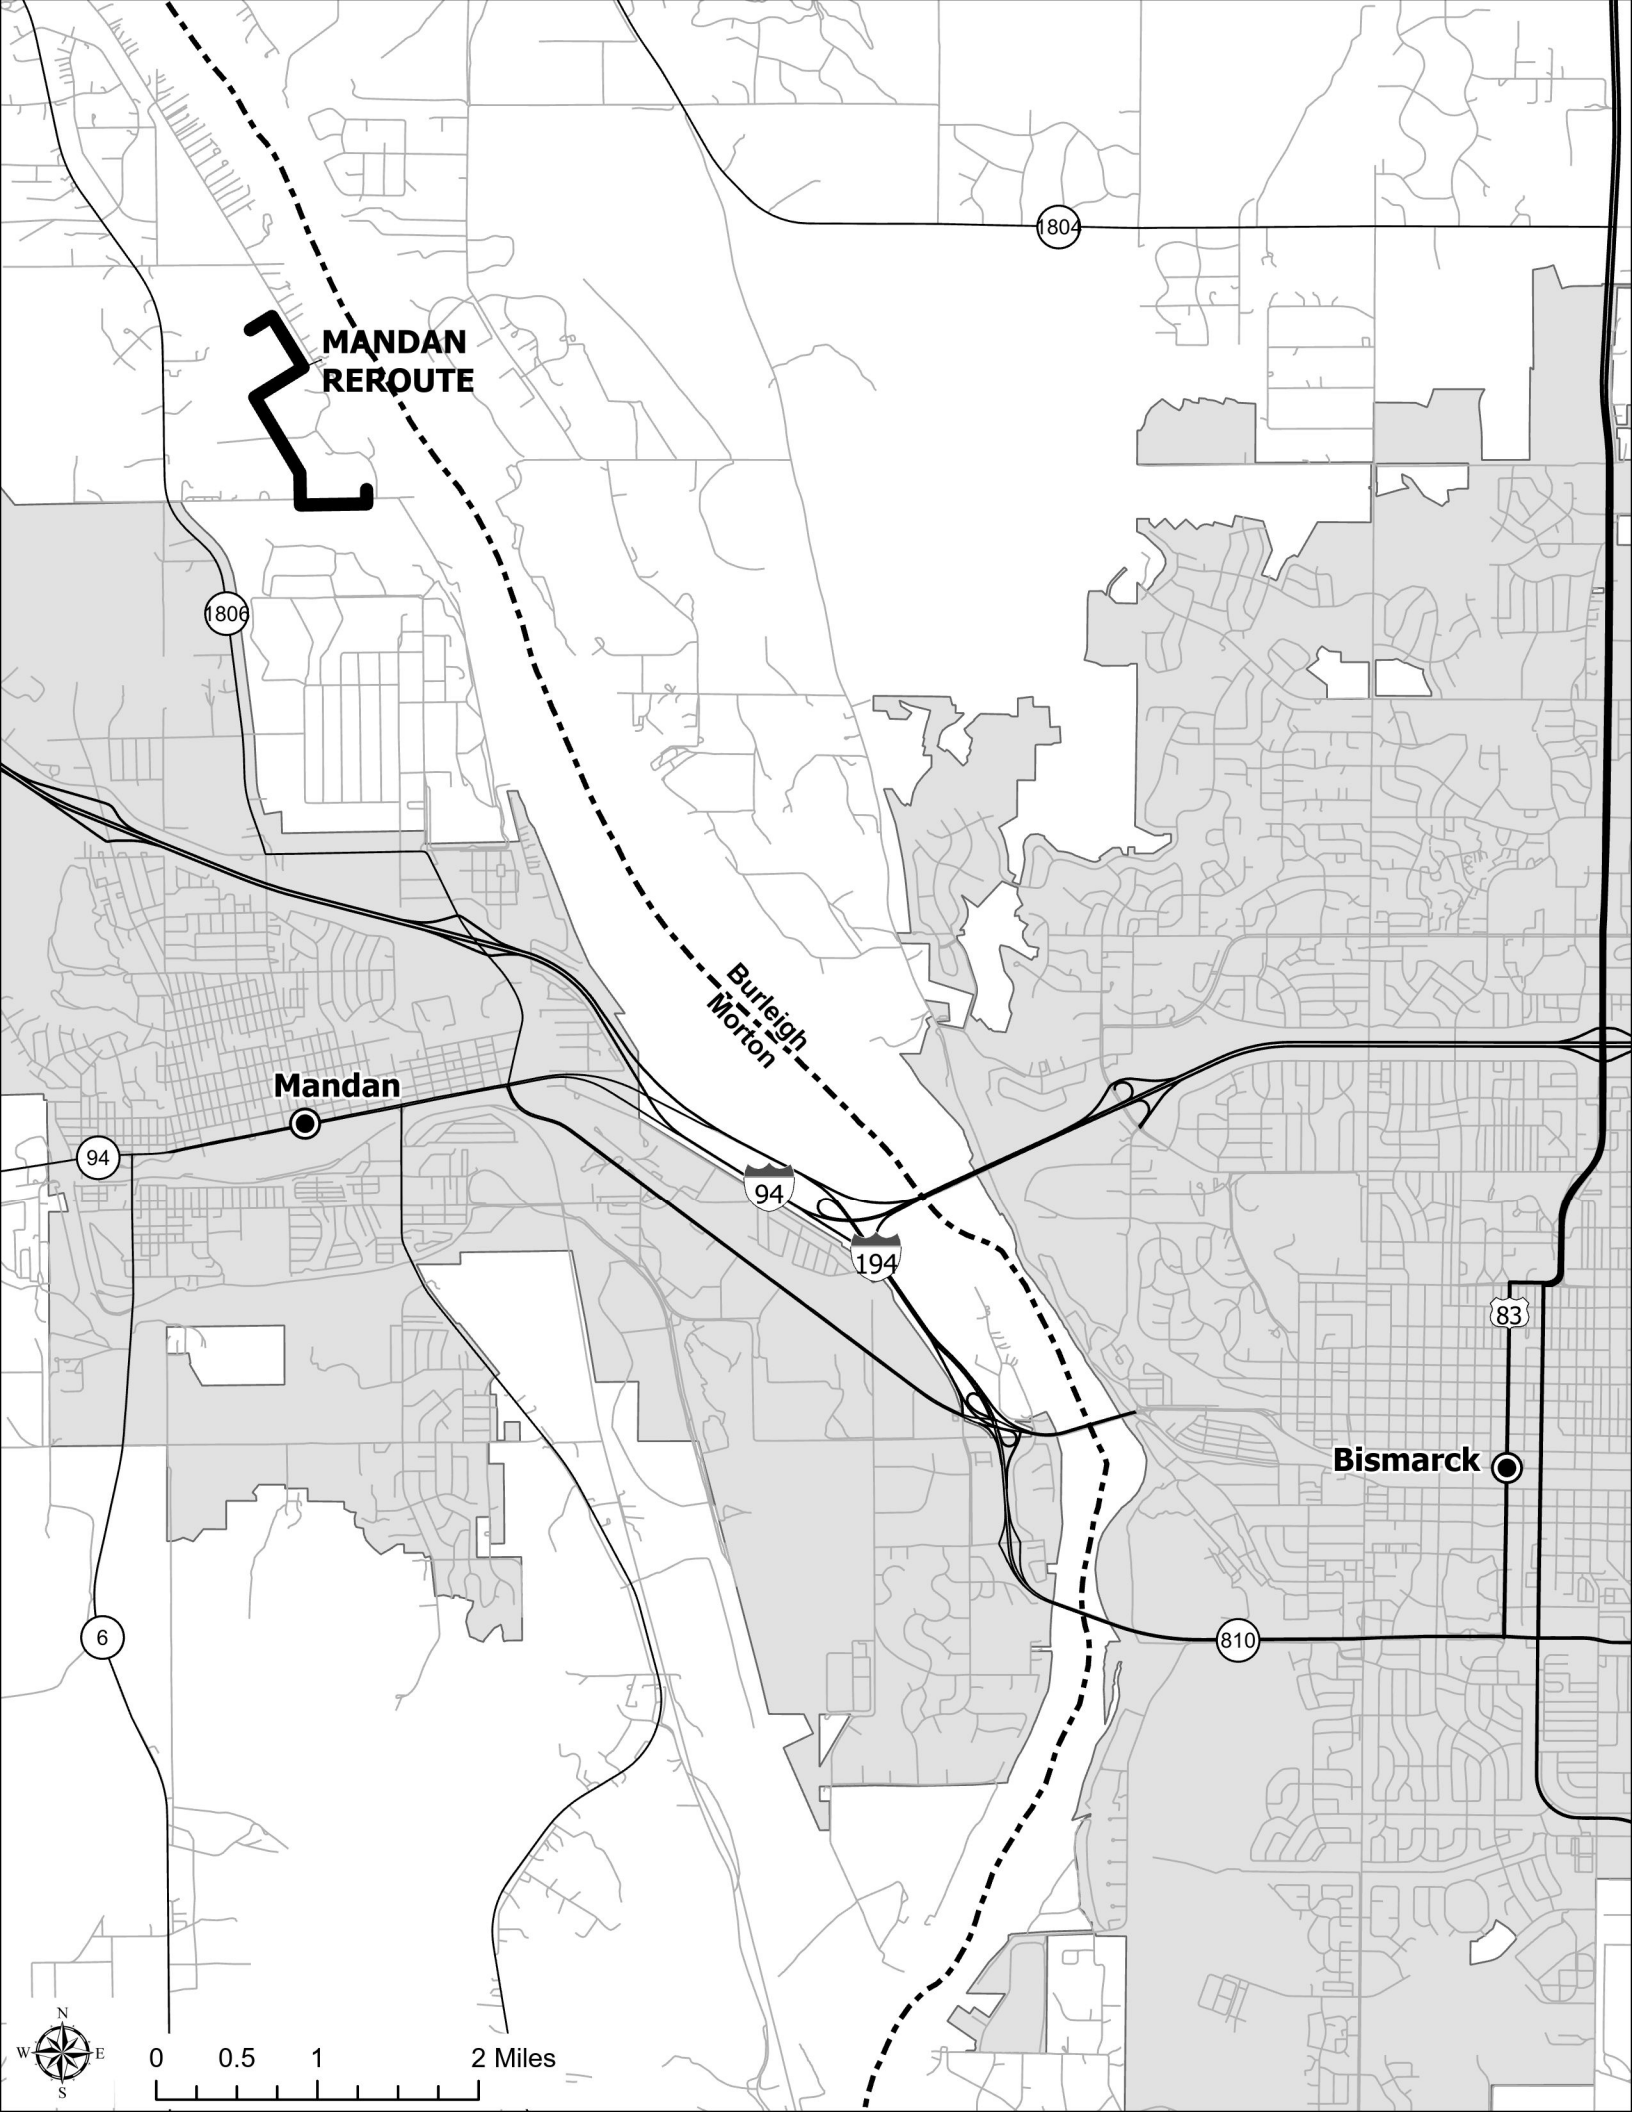 1804
MANDAN
REROUTE
1806
Burleigh
Morton
Mandan
94
94
194
83
Bismarck
6
810
N
W E
S
0 0.5 1 2 Miles